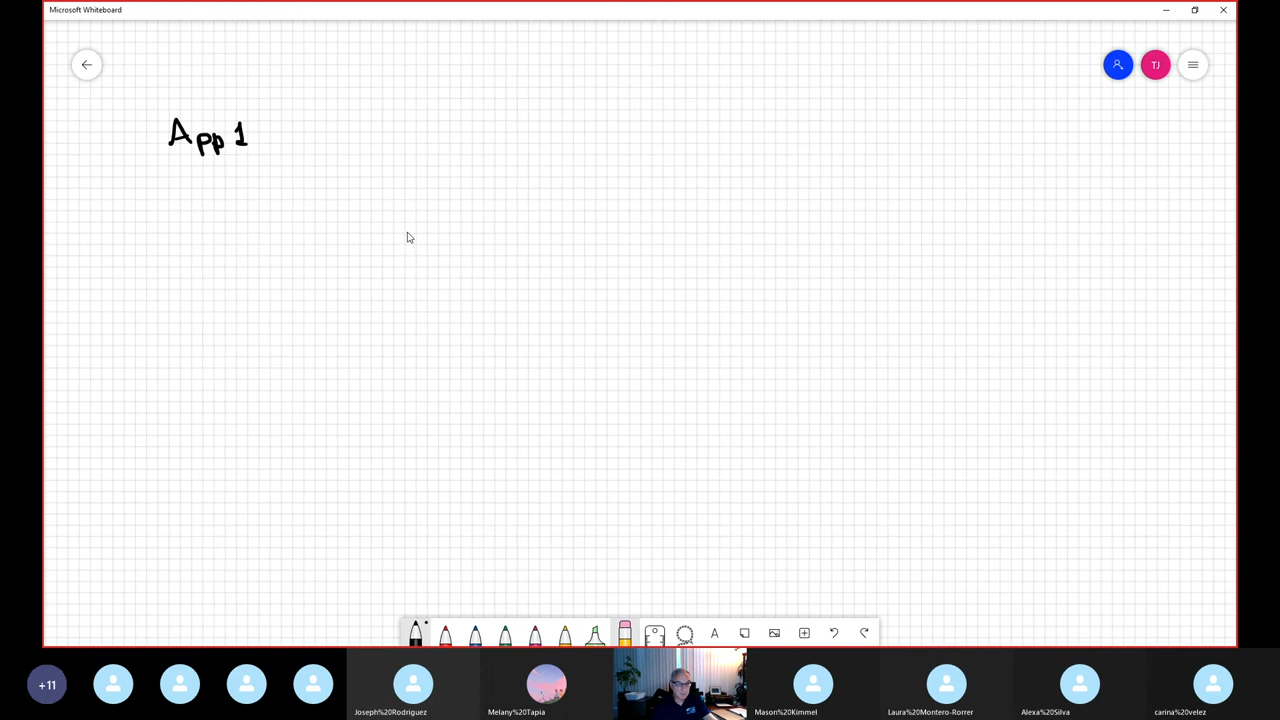 Microsoft Whiteboard
TJ
App 1
A
+11
Joseph%20Rodriguez
Melany%20Tapia
Mason%20Kimmel
Laura%20Montero-Rorrer
Alexa%20Silva
carina%20velez